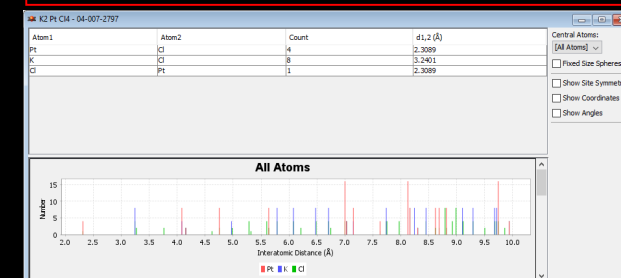 K2 Pt Cl4 - 04-007-2797
Atom1 Atom2 Count d1,2 (Å)
Pt Cl 4 2.3089
K Cl 8 3.2401
Cl Pt 1 2.3089
Central Atoms:
[All Atoms]
Fixed Size Spheres
Show Site Symmetr
Show Coordinates
Show Angles
All Atoms
Number
15
10
5
0
2.0 2.5 3.0 3.5 4.0 4.5 5.0 5.5 6.0 6.5 7.0 7.5 8.0 8.5 9.0 9.5 10.0
Interatomic Distance (Å)
Pt K Cl